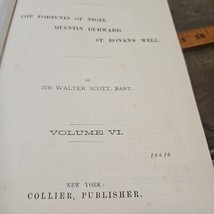 THE FORTUNES OF NIGEL.
QUENTIN DURWARD.
ST. RONAN'S WELL.
BY
SIR WALTER SCOTT, BART.
VOLUME VI.
NEW YORK:
COLLIER, PUBLISHER.